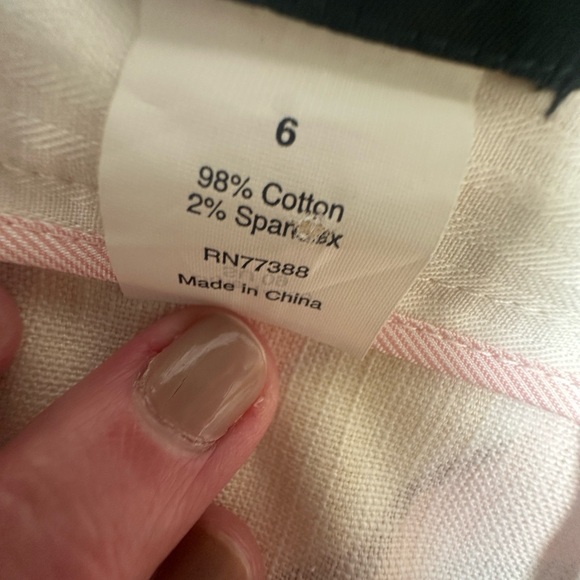 6
98% Cotton
2% Spandex
RN77388
Made in China